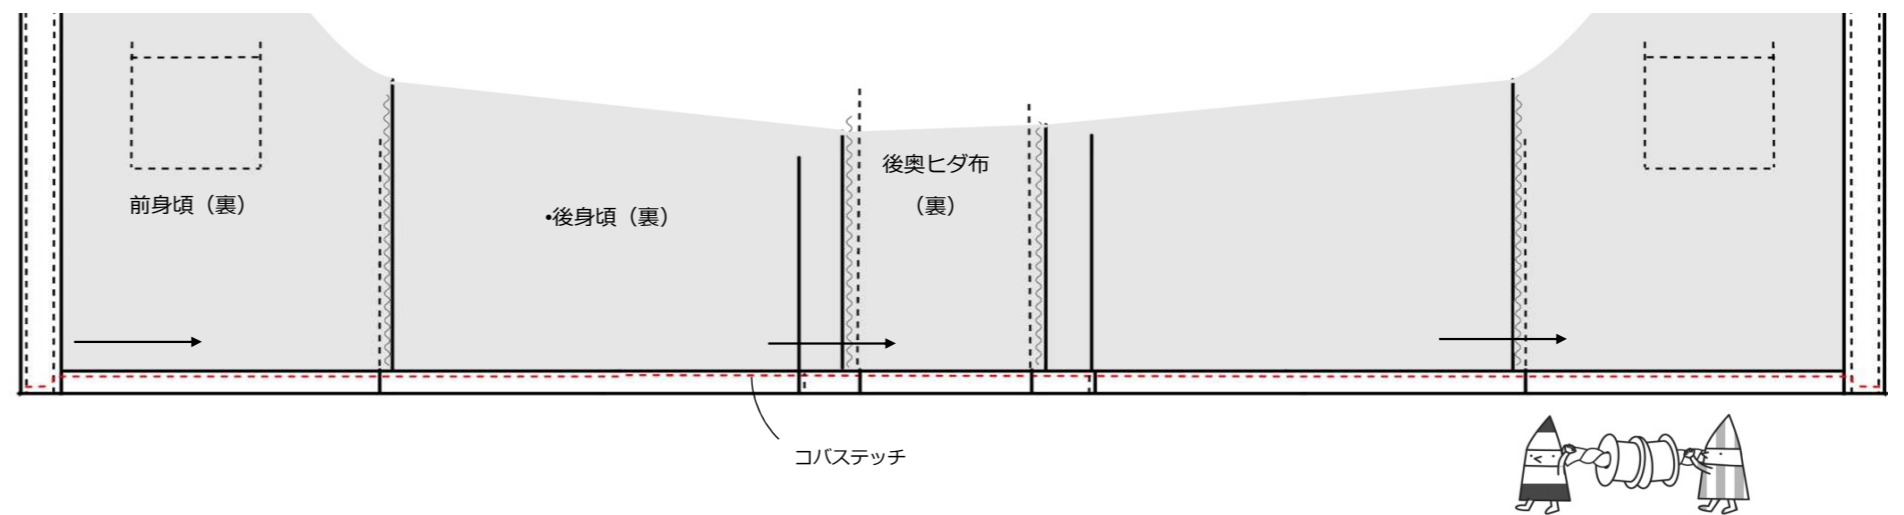 後奥ヒダ布
（裏）
前身頃（裏）
•後身頃（裏）
コバステッチ